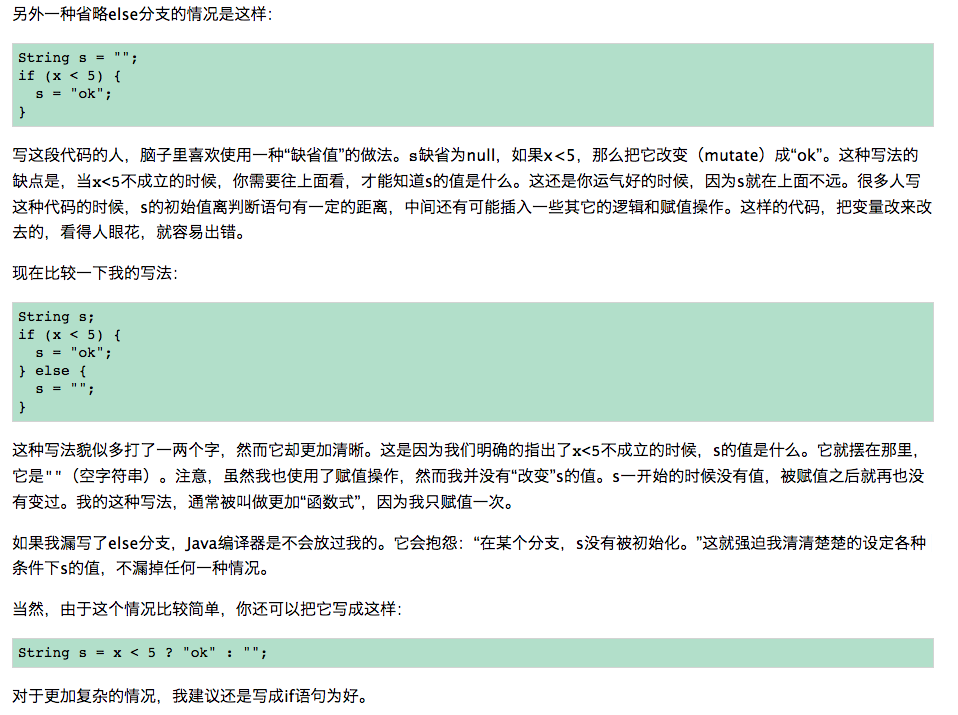 另外一种省略else分支的情况是这样：
String s = "";
if (x < 5) {
  s = "ok";
}
写这段代码的人，脑子里喜欢使用一种“缺省值”的做法。s缺省为null，如果x<5，那么把它改变（mutate）成“ok”。这种写法的
缺点是，当x<5不成立的时候，你需要往上面看，才能知道s的值是什么。这还是你运气好的时候，因为s就在上面不远。很多人写
这种代码的时候，s的初始值离判断语句有一定的距离，中间还有可能插入一些其它的逻辑和赋值操作。这样的代码，把变量改来改
去的，看得人眼花，就容易出错。
现在比较一下我的写法：
String s;
if (x < 5) {
  s = "ok";
} else {
  s = "";
}
这种写法貌似多打了一两个字，然而它却更加清晰。这是因为我们明确的指出了x<5不成立的时候，s的值是什么。它就摆在那里，
它是""（空字符串）。注意，虽然我也使用了赋值操作，然而我并没有“改变”s的值。s一开始的时候没有值，被赋值之后就再也没
有变过。我的这种写法，通常被叫做更加“函数式”，因为我只赋值一次。
如果我漏写了else分支，Java编译器是不会放过我的。它会抱怨：“在某个分支，s没有被初始化。”这就强迫我清清楚楚的设定各种
条件下s的值，不漏掉任何一种情况。
当然，由于这个情况比较简单，你还可以把它写成这样：
String s = x < 5 ? "ok" : "";
对于更加复杂的情况，我建议还是写成if语句为好。